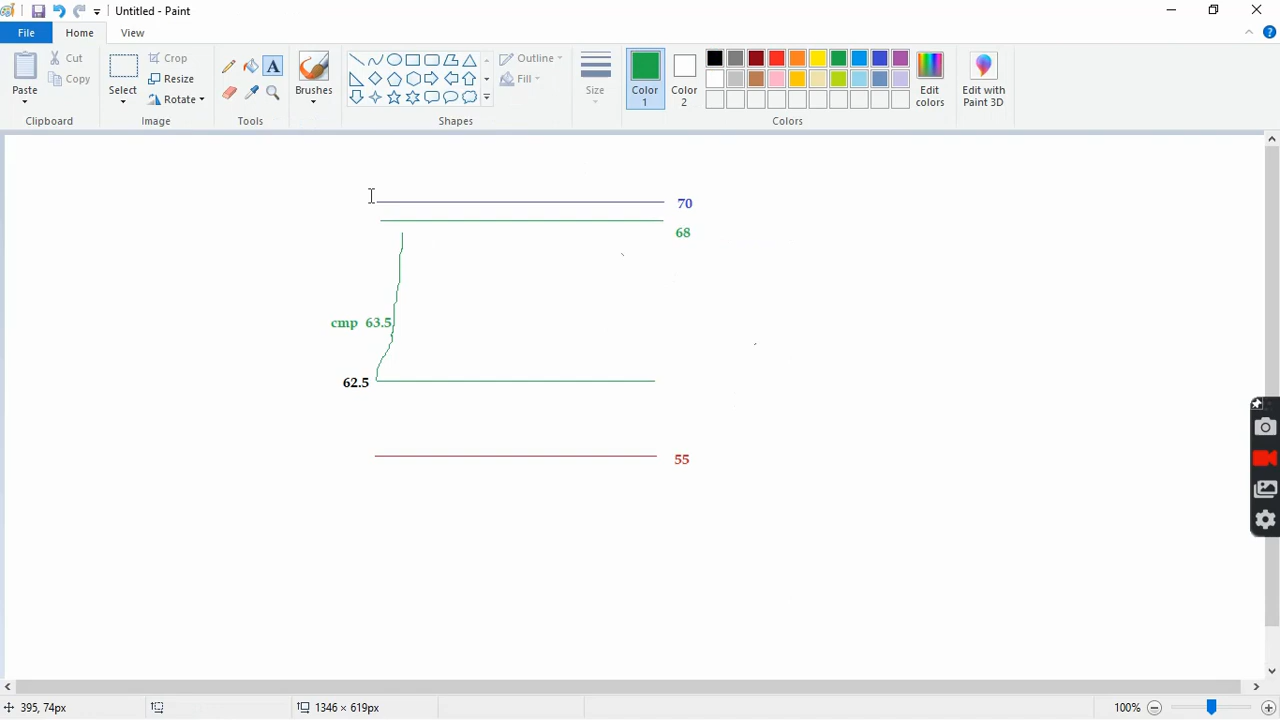 Untitled - Paint
File
Home
View
Paste
Cut
Copy
Clipboard
Select
Crop
Resize
Rotate
Image
A
Tools
Brushes
Outline
Fill
Shapes
Size
Color 1
Color 2
Edit colors
Colors
Edit with Paint 3D
70
68
cmp 63.5
62.5
55
395, 74px
1346 × 619px
100%